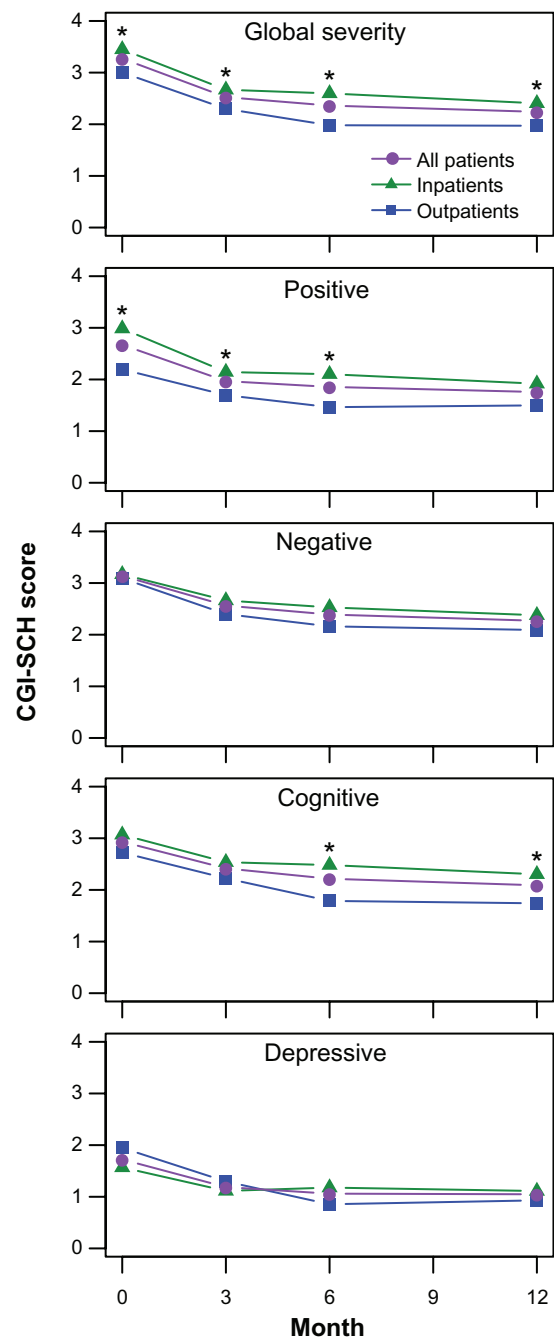 CGI-SCH score
Global severity
4
* * * *
3
2
1
0
All patients
Inpatients
Outpatients
Positive
4
* * *
3
2
1
0
Negative
4
3
2
1
0
Cognitive
4
* *
3
2
1
0
Depressive
4
3
2
1
0
0 3 6 9 12
Month